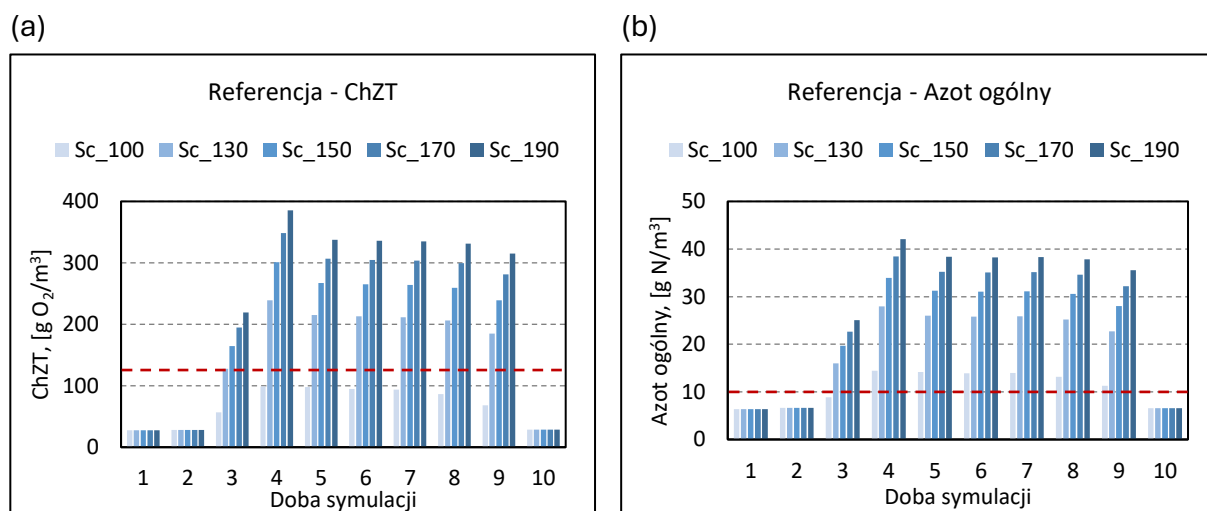 (a)
Referencja - ChZT
Sc_100 Sc_130 Sc_150 Sc_170 Sc_190
ChZT, [g O₂/m³]
400
300
200
100
0
1 2 3 4 5 6 7 8 9 10
Doba symulacji
(b)
Referencja - Azot ogólny
Sc_100 Sc_130 Sc_150 Sc_170 Sc_190
Azot ogólny, [g N/m³]
50
40
30
20
10
0
1 2 3 4 5 6 7 8 9 10
Doba symulacji